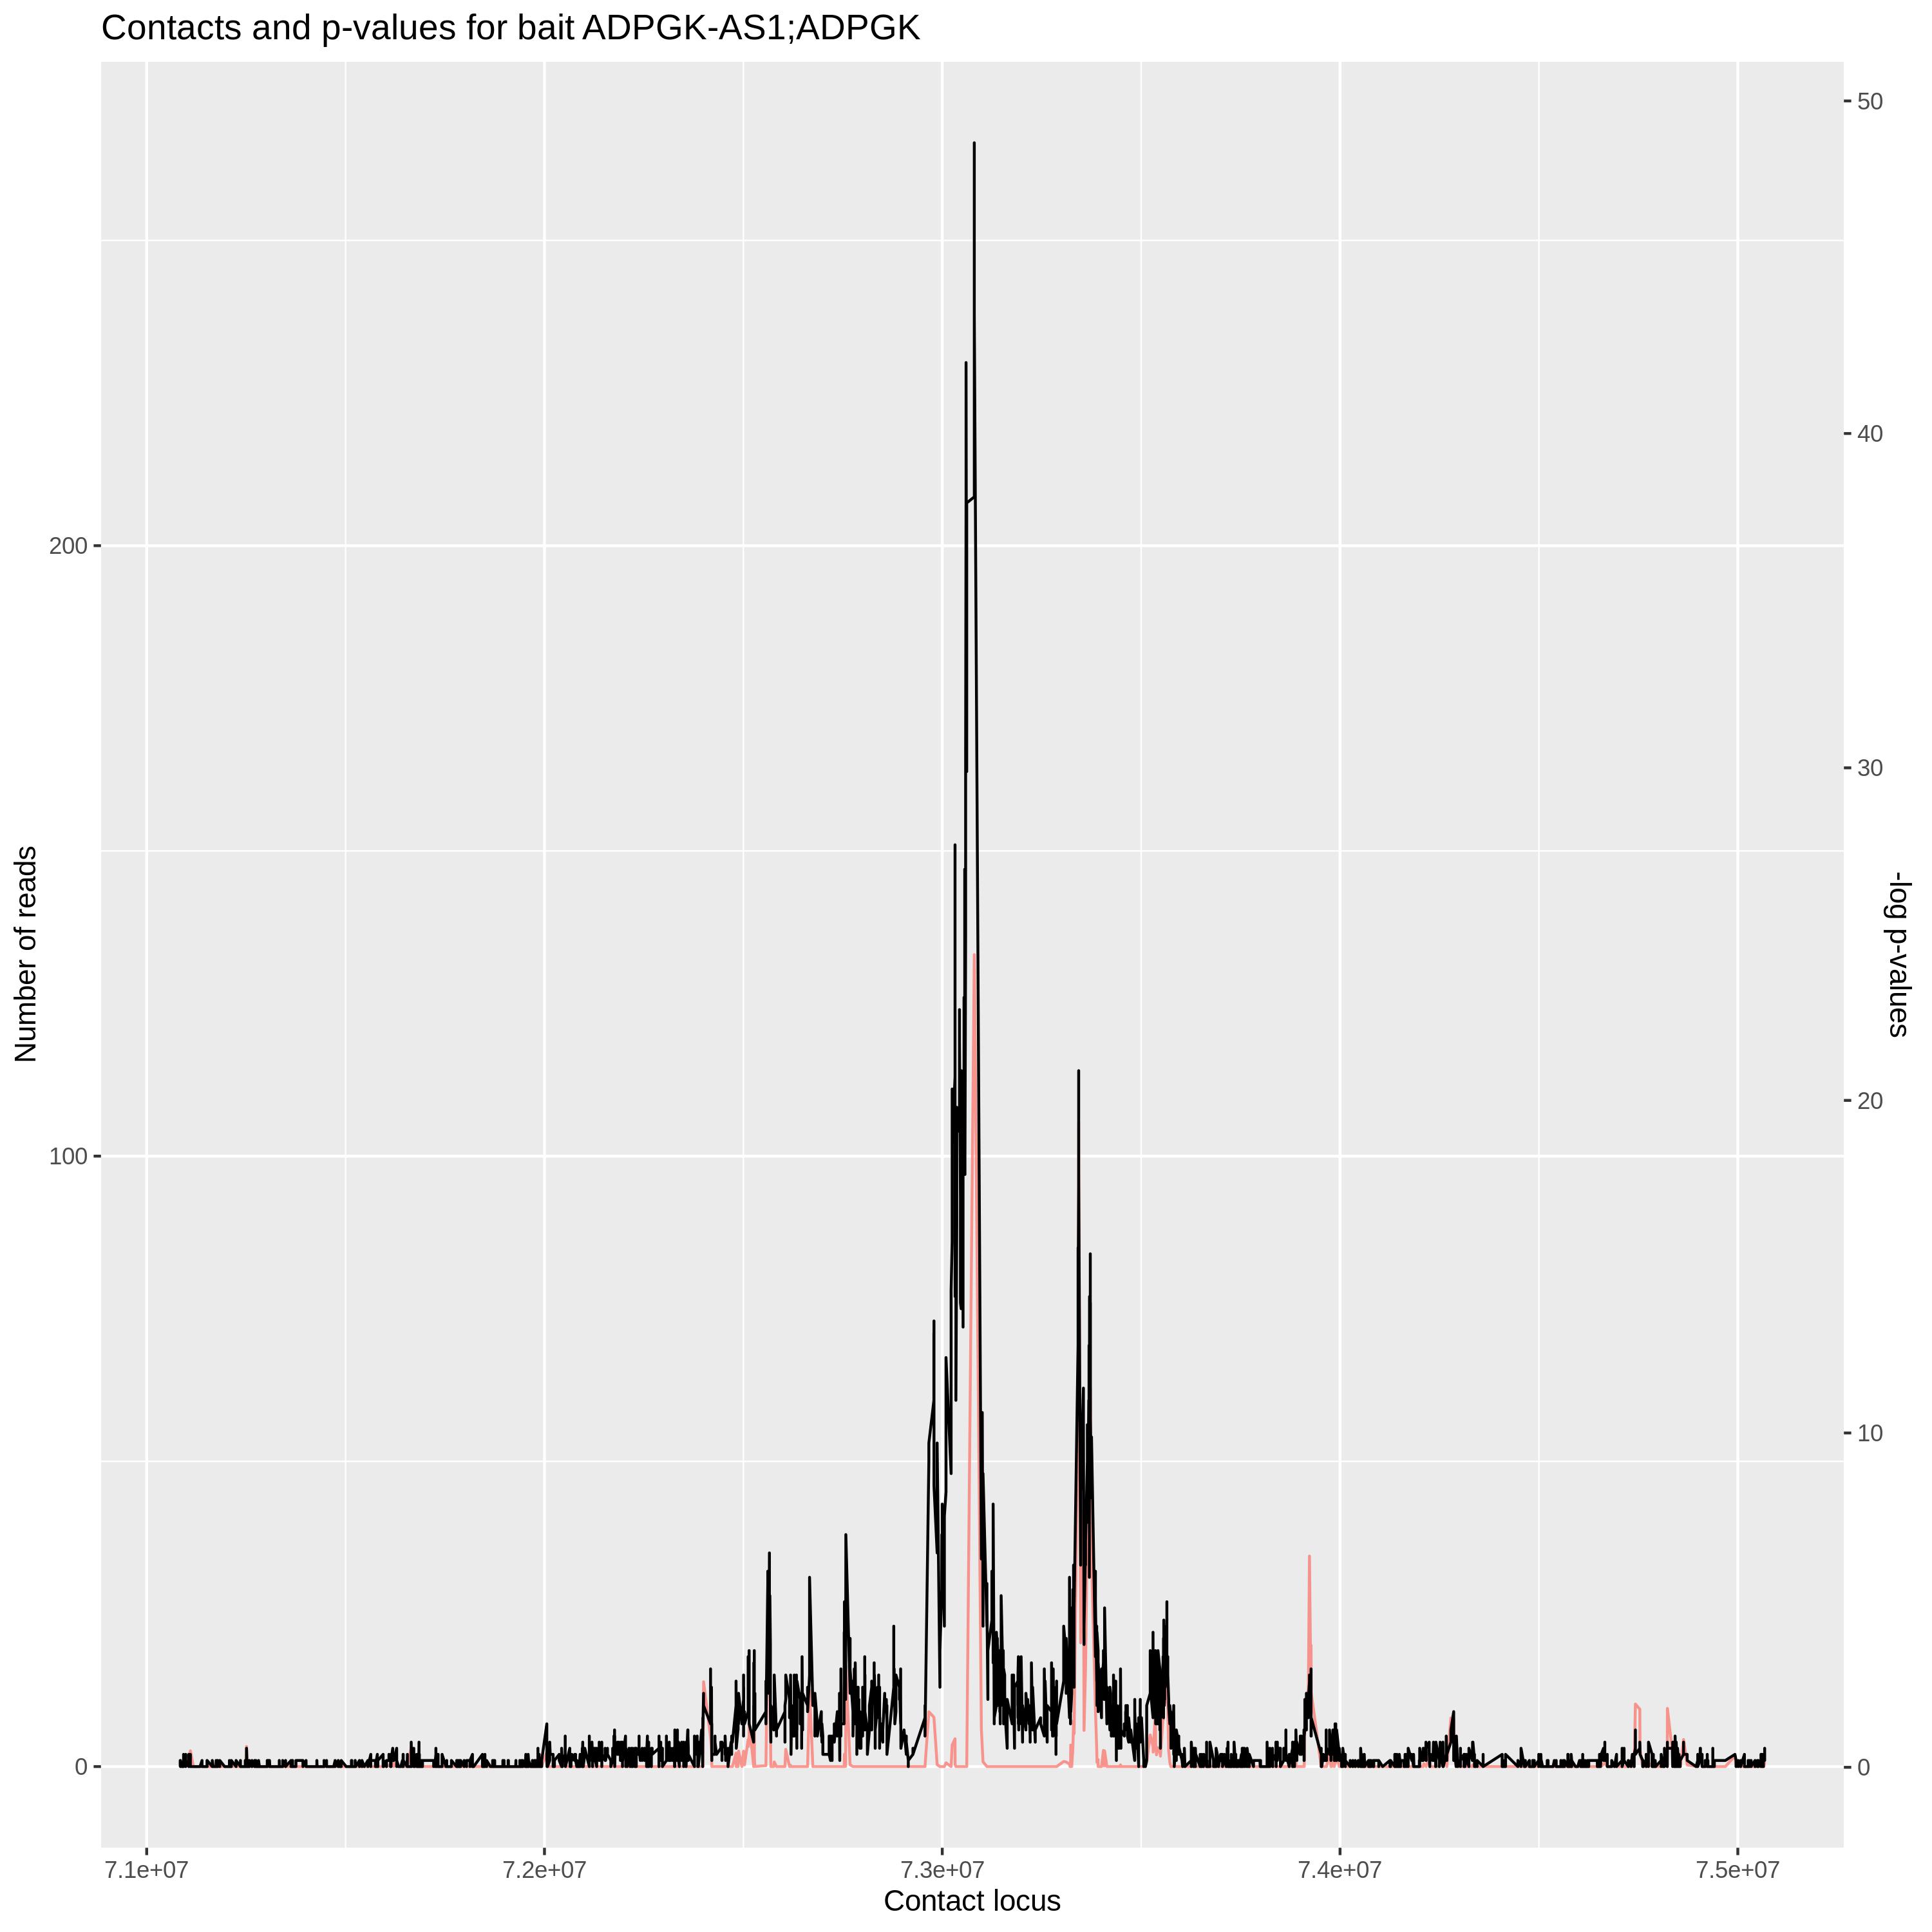 Contacts and p-values for bait ADPGK-AS1;ADPGK
50
40
200
30
Number of reads
-log p-values
20
100
10
0
0
7.1e+07
7.2e+07
7.3e+07
7.4e+07
7.5e+07
Contact locus